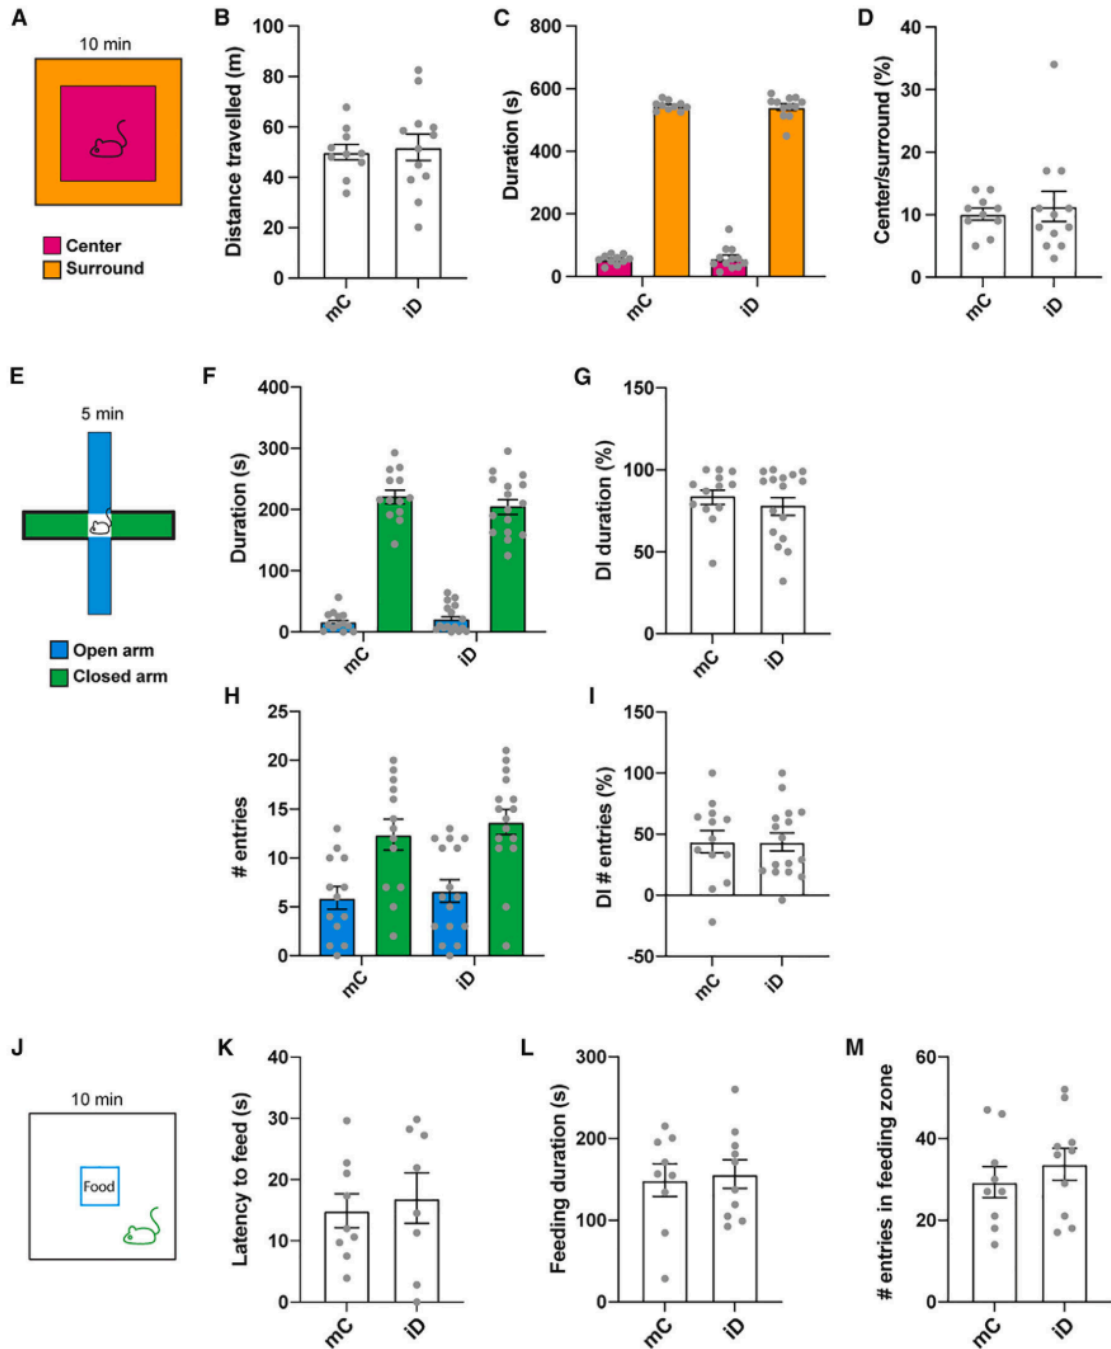 A
10 min
Center
Surround
B
Distance travelled (m)
100
80
60
40
20
0
mC
iD
C
Duration (s)
800
600
400
200
0
mC
iD
D
Center/surround (%)
40
30
20
10
0
mC
iD
E
5 min
Open arm
Closed arm
F
Duration (s)
400
300
200
100
0
mC
iD
G
DI duration (%)
150
100
50
0
mC
iD
H
# entries
25
20
15
10
5
0
mC
iD
I
DI # entries (%)
150
100
50
0
-50
mC
iD
J
10 min
Food
K
Latency to feed (s)
40
30
20
10
0
mC
iD
L
Feeding duration (s)
300
200
100
0
mC
iD
M
# entries in feeding zone
60
40
20
0
mC
iD